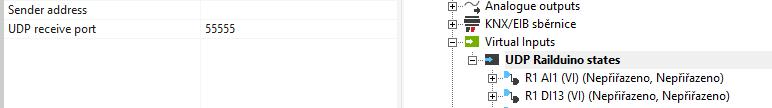 Sender address
UDP receive port 55555
Analogue outputs
KNX/EIB sběrnice
Virtual Inputs
UDP Railduino states
R1 AI1 (VI) (Nepřiřazeno, Nepřiřazeno)
R1 DI13 (VI) (Nepřiřazeno, Nepřiřazeno)